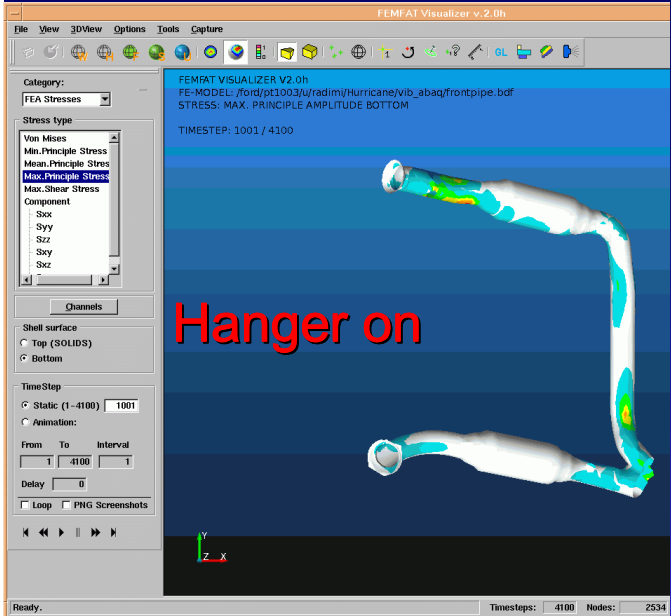 FEMFAT Visualizer v.2.0h
File View 3DView Options Tools Capture
GL
Category:
FEA Stresses
Stress type
Von Mises
Min.Principle Stress
Mean.Principle Stres
Max.Principle Stress
Max.Shear Stress
Component
Sxx
Syy
Szz
Sxy
Sxz
Channels
Shell surface
Top (SOLIDS)
Bottom
TimeStep
Static (1-4100) 1001
Animation:
From To Interval
1 4100 1
Delay 0
Loop PNG Screenshots
FEMFAT VISUALIZER V2.0h
FE-MODEL: /ford/pt1003/u/radimi/Hurricane/vib_abaq/frontpipe.bdf
STRESS: MAX. PRINCIPLE AMPLITUDE BOTTOM
TIMESTEP: 1001 / 4100
Hanger on
Y
Z X
Ready. Timesteps: 4100 Nodes: 2534